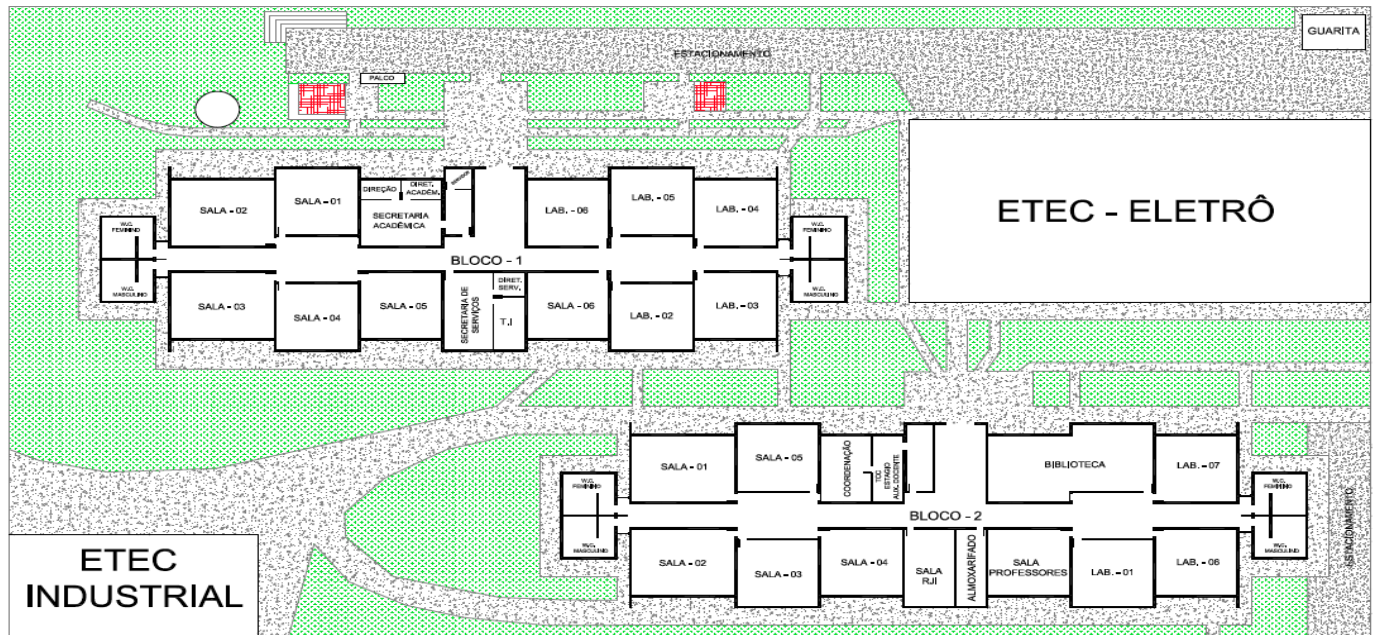 GUARITA
ESTACIONAMENTO
PALCO
ETEC - ELETRÔ
SALA - 02
SALA - 01
DIREÇÃO
DIRET.
ACADÊM.
SECRETARIA
ACADÊMICA
LAB. - 06
LAB. - 05
LAB. - 04
W.C.
FEMININO
W.C.
FEMININO
BLOCO - 1
W.C.
MASCULINO
W.C.
MASCULINO
SALA - 03
SALA - 04
SALA - 05
SECRETARIA DE
SERVIÇOS
DIRET.
SERV.
T.I
SALA - 06
LAB. - 02
LAB. - 03
SALA - 01
SALA - 05
COORDENAÇÃO
TCC
ESTAGIO
AUX. DOCENTE
BIBLIOTECA
LAB. - 07
W.C.
FEMININO
W.C.
FEMININO
BLOCO - 2
W.C.
MASCULINO
W.C.
MASCULINO
ESTACIONAMENTO
SALA - 02
SALA - 03
SALA - 04
SALA
RJI
ALMOXARIFADO
SALA
PROFESSORES
LAB. - 01
LAB. - 06
ETEC
INDUSTRIAL